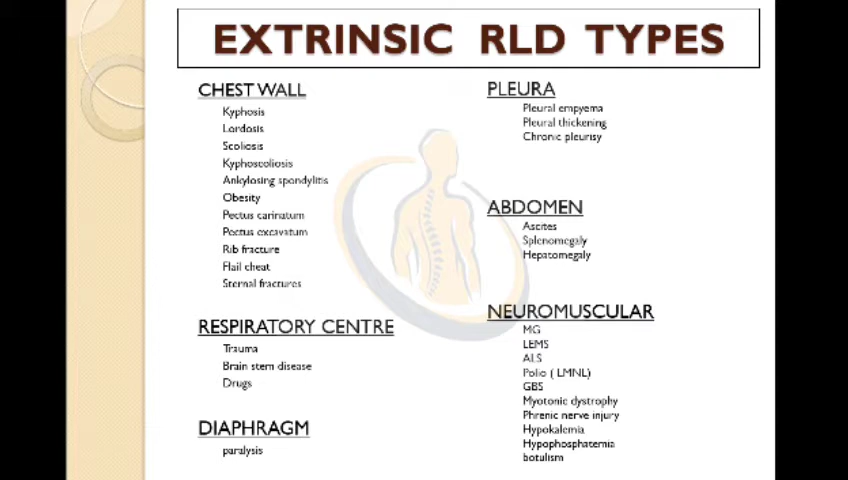 EXTRINSIC RLD TYPES
CHEST WALL
Kyphosis
Lordosis
Scoliosis
Kyphoscoliosis
Ankylosing spondylitis
Obesity
Pectus carinatum
Pectus excavatum
Rib fracture
Flail cheat
Sternal fractures
RESPIRATORY CENTRE
Trauma
Brain stem disease
Drugs
DIAPHRAGM
paralysis
PLEURA
Pleural empyema
Pleural thickening
Chronic pleurisy
ABDOMEN
Ascites
Splenomegaly
Hepatomegaly
NEUROMUSCULAR
MG
LEMS
ALS
Polio ( LMNL)
GBS
Myotonic dystrophy
Phrenic nerve injury
Hypokalemia
Hypophosphatemia
botulism